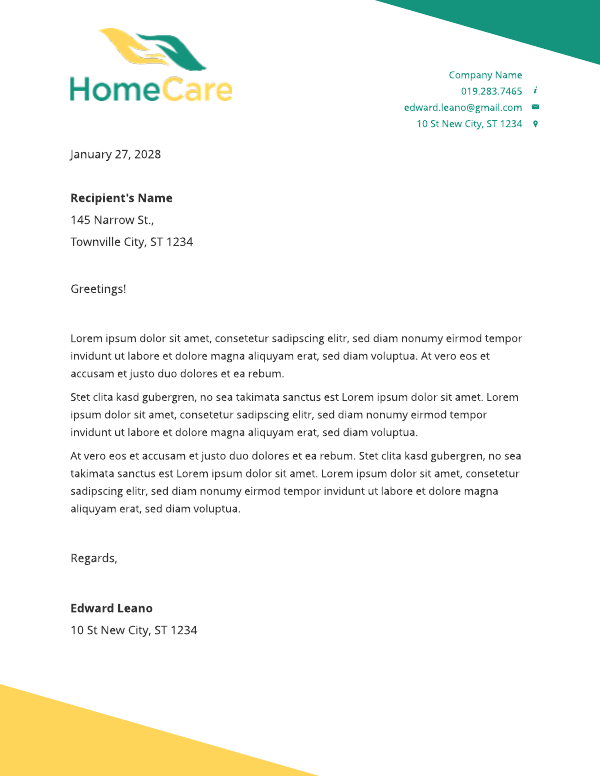 HomeCare
Company Name
019.283.7465
edward.leano@gmail.com
10 St New City, ST 1234
January 27, 2028
Recipient's Name
145 Narrow St.,
Townville City, ST 1234
Greetings!
Lorem ipsum dolor sit amet, consetetur sadipscing elitr, sed diam nonumy eirmod tempor
invidunt ut labore et dolore magna aliquyam erat, sed diam voluptua. At vero eos et
accusam et justo duo dolores et ea rebum.
Stet clita kasd gubergren, no sea takimata sanctus est Lorem ipsum dolor sit amet. Lorem
ipsum dolor sit amet, consetetur sadipscing elitr, sed diam nonumy eirmod tempor
invidunt ut labore et dolore magna aliquyam erat, sed diam voluptua.
At vero eos et accusam et justo duo dolores et ea rebum. Stet clita kasd gubergren, no sea
takimata sanctus est Lorem ipsum dolor sit amet. Lorem ipsum dolor sit amet, consetetur
sadipscing elitr, sed diam nonumy eirmod tempor invidunt ut labore et dolore magna
aliquyam erat, sed diam voluptua.
Regards,
Edward Leano
10 St New City, ST 1234